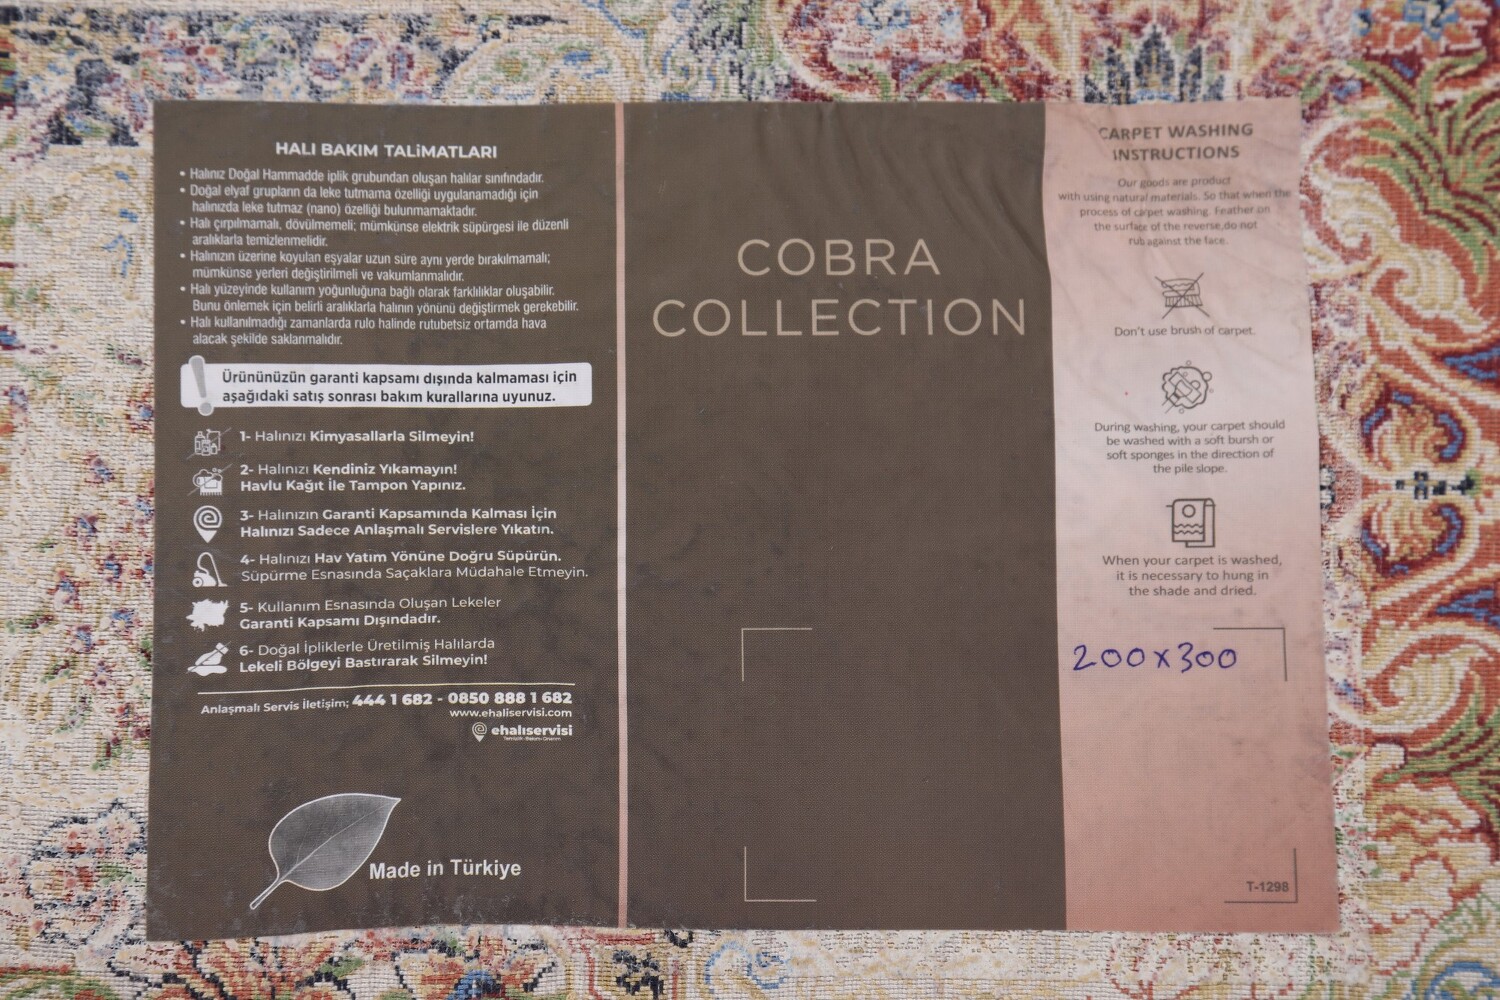 HALI BAKIM TALiMATLARI
• Halınız Doğal Hammadde iplik grubundan oluşan halılar sınıfındadır.
• Doğal elyaf grupların da leke tutmama özelliği uygulanamadığı için
halınızda leke tutmaz (nano) özelliği bulunmamaktadır.
• Halı çırpılmamalı, dövülmemeli; mümkünse elektrik süpürgesi ile düzenli
aralıklarla temizlenmelidir.
• Halınızın üzerine koyulan eşyalar uzun süre aynı yerde bırakılmamalı;
mümkünse yerleri değiştirilmeli ve vakumlanmalıdır.
• Halı yüzeyinde kullanım yoğunluğuna bağlı olarak farklılıklar oluşabilir.
Bunu önlemek için belirli aralıklarla halının yönünü değiştirmek gerekebilir.
• Halı kullanılmadığı zamanlarda rulo halinde rutubetsiz ortamda hava
alacak şekilde saklanmalıdır.
Ürününüzün garanti kapsamı dışında kalmaması için
aşağıdaki satış sonrası bakım kurallarına uyunuz.
1- Halınızı Kimyasallarla Silmeyin!
2- Halınızı Kendiniz Yıkamayın!
Havlu Kağıt İle Tampon Yapınız.
3- Halınızın Garanti Kapsamında Kalması İçin
Halınızı Sadece Anlaşmalı Servislere Yıkatın.
4- Halınızı Hav Yatım Yönüne Doğru Süpürün.
Süpürme Esnasında Saçaklara Müdahale Etmeyin.
5- Kullanım Esnasında Oluşan Lekeler
Garanti Kapsamı Dışındadır.
6- Doğal İpliklerle Üretilmiş Halılarda
Lekeli Bölgeyi Bastırarak Silmeyin!
Anlaşmalı Servis İletişim; 444 1 682 - 0850 888 1 682
www.ehaliservisi.com
ehalıservisi
Made in Türkiye
COBRA
COLLECTION
CARPET WASHING
INSTRUCTIONS
Our goods are product
with using natural materials. So that when the
process of carpet washing. Feather on
the surface of the reverse,do not
rub against the face.
Don't use brush of carpet.
During washing, your carpet should
be washed with a soft bursh or
soft sponges in the direction of
the pile slope.
When your carpet is washed,
it is necessary to hung in
the shade and dried.
200x300
T-1298